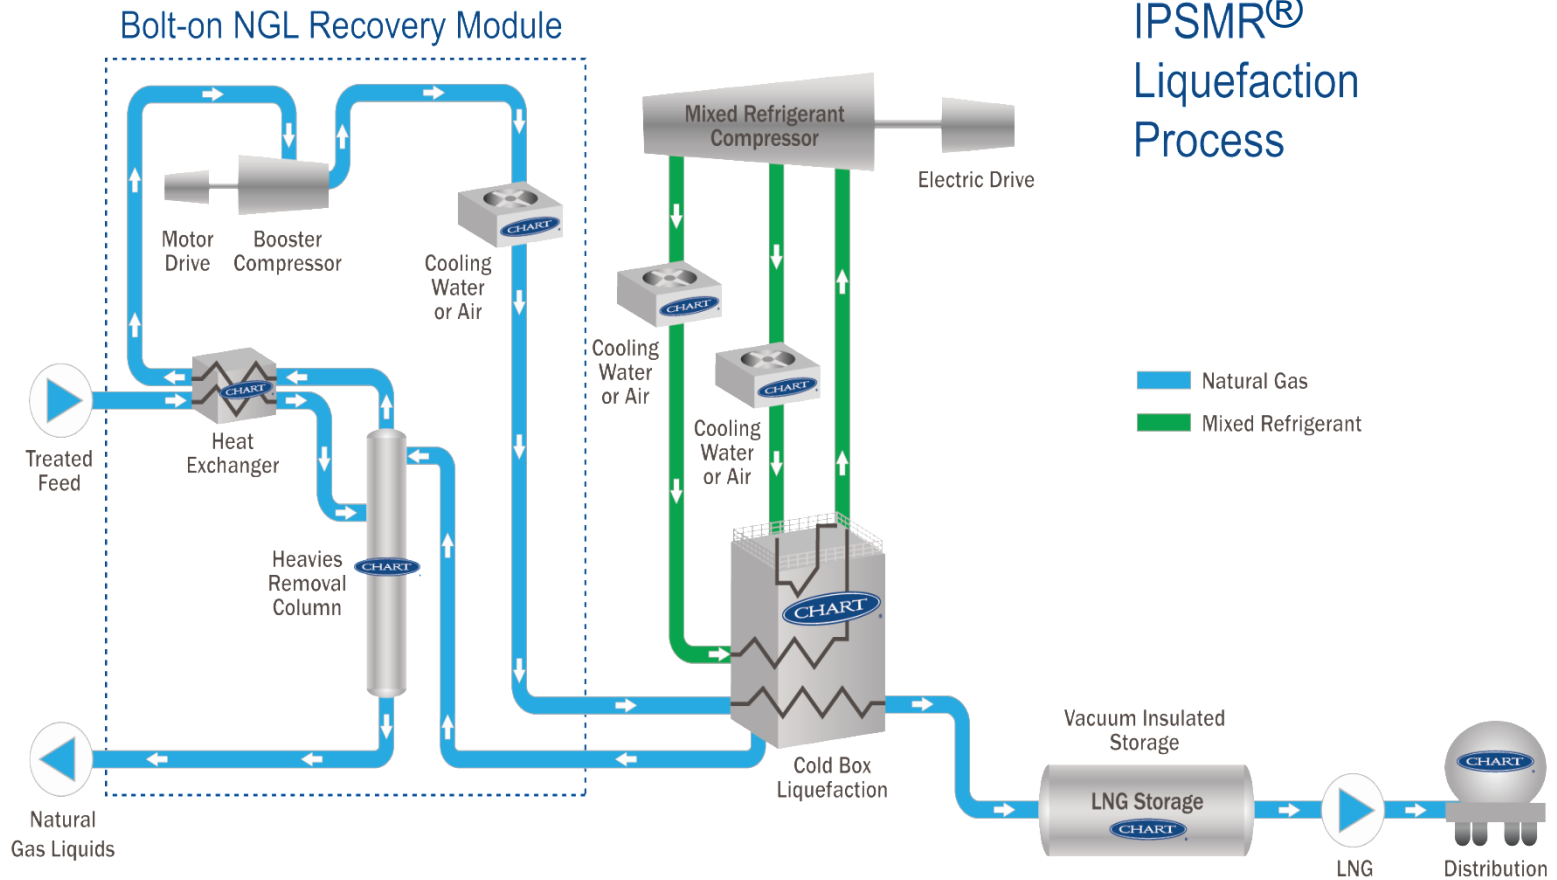 Bolt-on NGL Recovery Module
IPSMR®
Liquefaction
Process
Mixed Refrigerant
Compressor
Electric Drive
Motor
Drive
Booster
Compressor
CHART
Cooling
Water
or Air
CHART
Cooling
Water
or Air
CHART
Cooling
Water
or Air
Natural Gas
Mixed Refrigerant
Treated
Feed
CHART
Heat
Exchanger
Heavies
Removal
Column
CHART
CHART
Cold Box
Liquefaction
Natural
Gas Liquids
Vacuum Insulated
Storage
LNG Storage
CHART
LNG
CHART
Distribution